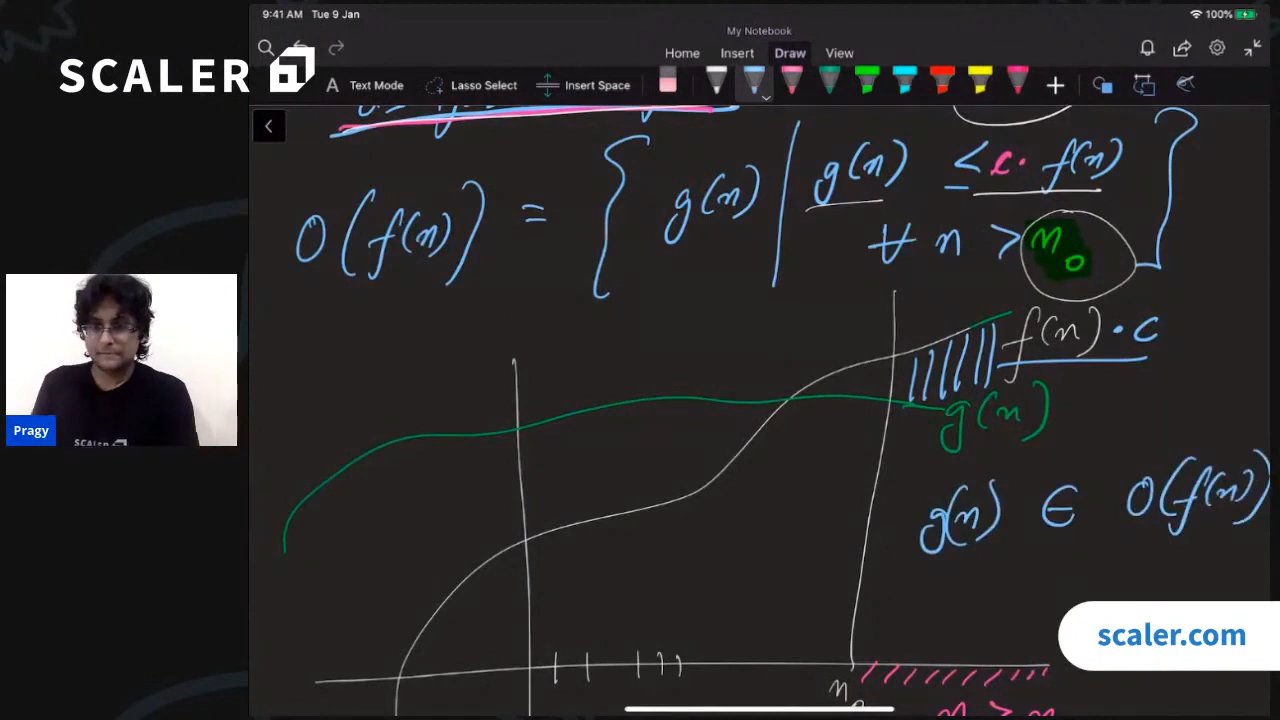 9:41 AM Tue 9 Jan
100%
My Notebook
Home Insert Draw View
SCALER
A Text Mode Lasso Select Insert Space
O(f(n)) = { g(n) | g(n) ≤ c. f(n)
∀ n > n₀ }
f(n) · c
g(n)
g(n) ∈ O(f(n))
SCALER
Pragy
scaler.com
n₀